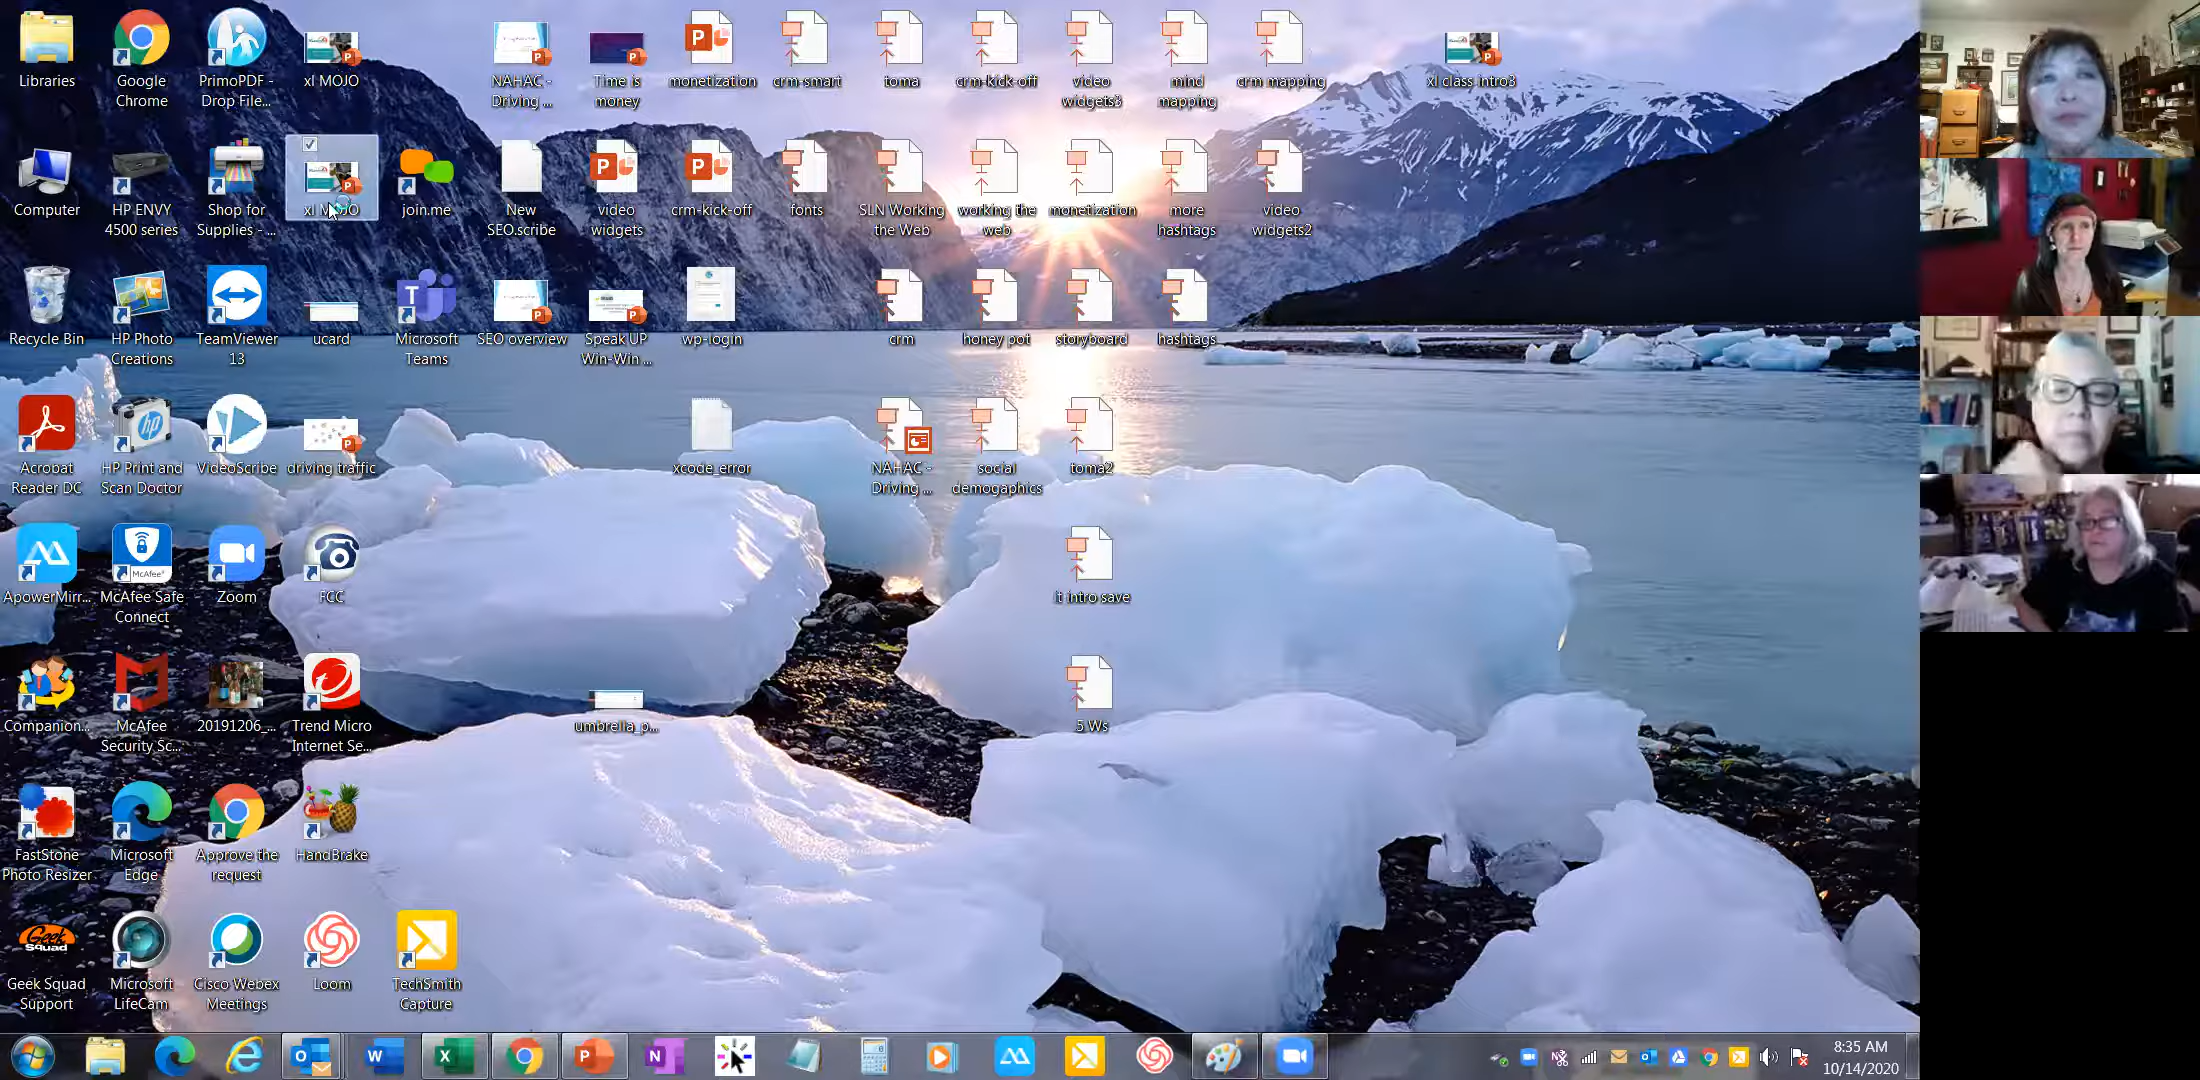 Libraries
Google
Chrome
PrimoPDF -
Drop File...
xl MOJO
NAHAC -
Driving ...
Time is
money
monetization
crm-smart
toma
crm-kick-off
video
widgets3
mind
mapping
crm mapping
xl class intro3
Computer
HP ENVY
4500 series
Shop for
Supplies - ...
xl MOJO
join.me
New
SEO.scribe
video
widgets
crm-kick-off
fonts
SLN Working
the Web
working the
web
monetization
more
hashtags
video
widgets2
Recycle Bin
HP Photo
Creations
TeamViewer
13
ucard
Microsoft
Teams
SEO overview
Speak UP
Win-Win ...
wp-login
crm
honey pot
storyboard
hashtags
Acrobat
Reader DC
HP Print and
Scan Doctor
VideoScribe
driving traffic
xcode_error
NAHAC -
Driving ...
social
demogaphics
toma2
ApowerMirr...
McAfee
McAfee Safe
Connect
Zoom
FCC
lt intro save
Companion...
McAfee
Security Sc...
20191206_...
Trend Micro
Internet Se...
umbrella_p...
5 Ws
FastStone
Photo Resizer
Microsoft
Edge
Approve the
request
HandBrake
Geek
Squad
Geek Squad
Support
Microsoft
LifeCam
Cisco Webex
Meetings
Loom
TechSmith
Capture
8:35 AM
10/14/2020